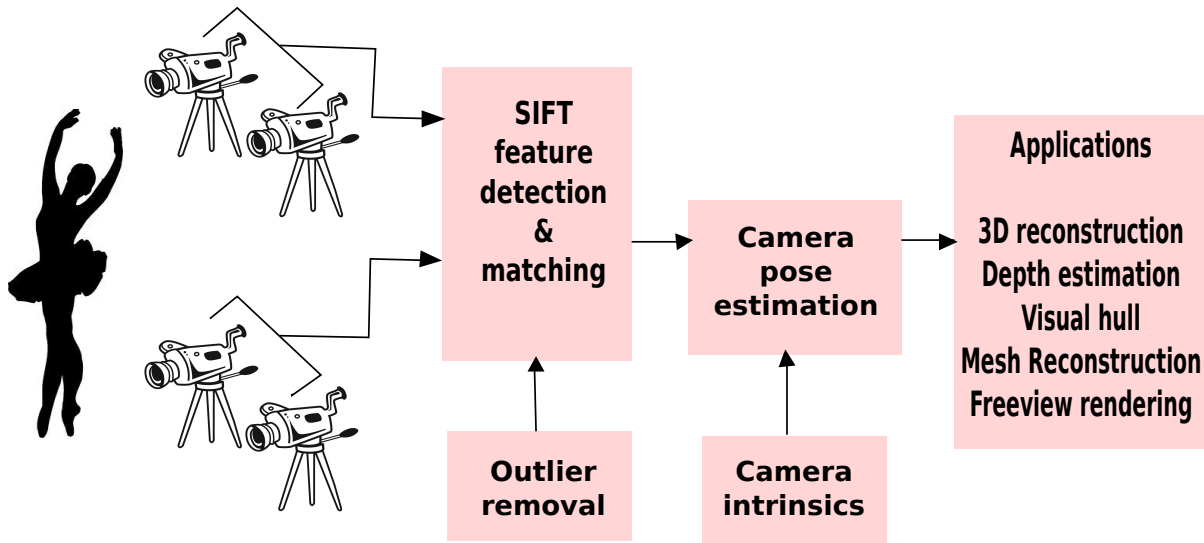 SIFT
feature
detection
&
matching
Camera
pose
estimation
Applications
3D reconstruction
Depth estimation
Visual hull
Mesh Reconstruction
Freeview rendering
Outlier
removal
Camera
intrinsics